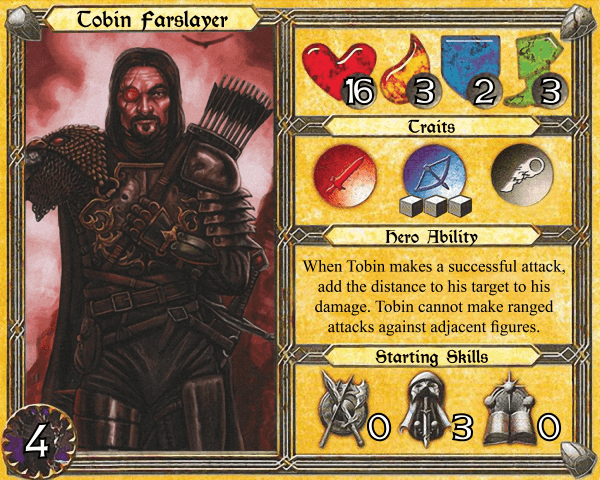 Tobin Farslayer
16
3
2
3
Traits
Hero Ability
When Tobin makes a successful attack,
add the distance to his target to his
damage. Tobin cannot make ranged
attacks against adjacent figures.
Starting Skills
0
3
0
4